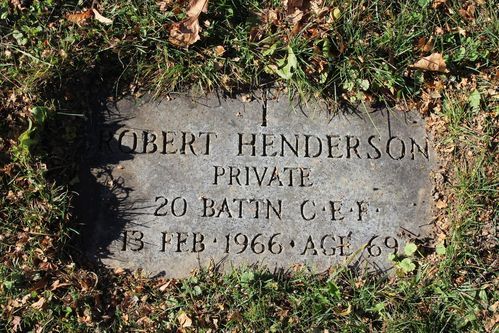 ROBERT HENDERSON
PRIVATE
20 BATTN C·E·F·
13 FEB· 1966· AGE 69